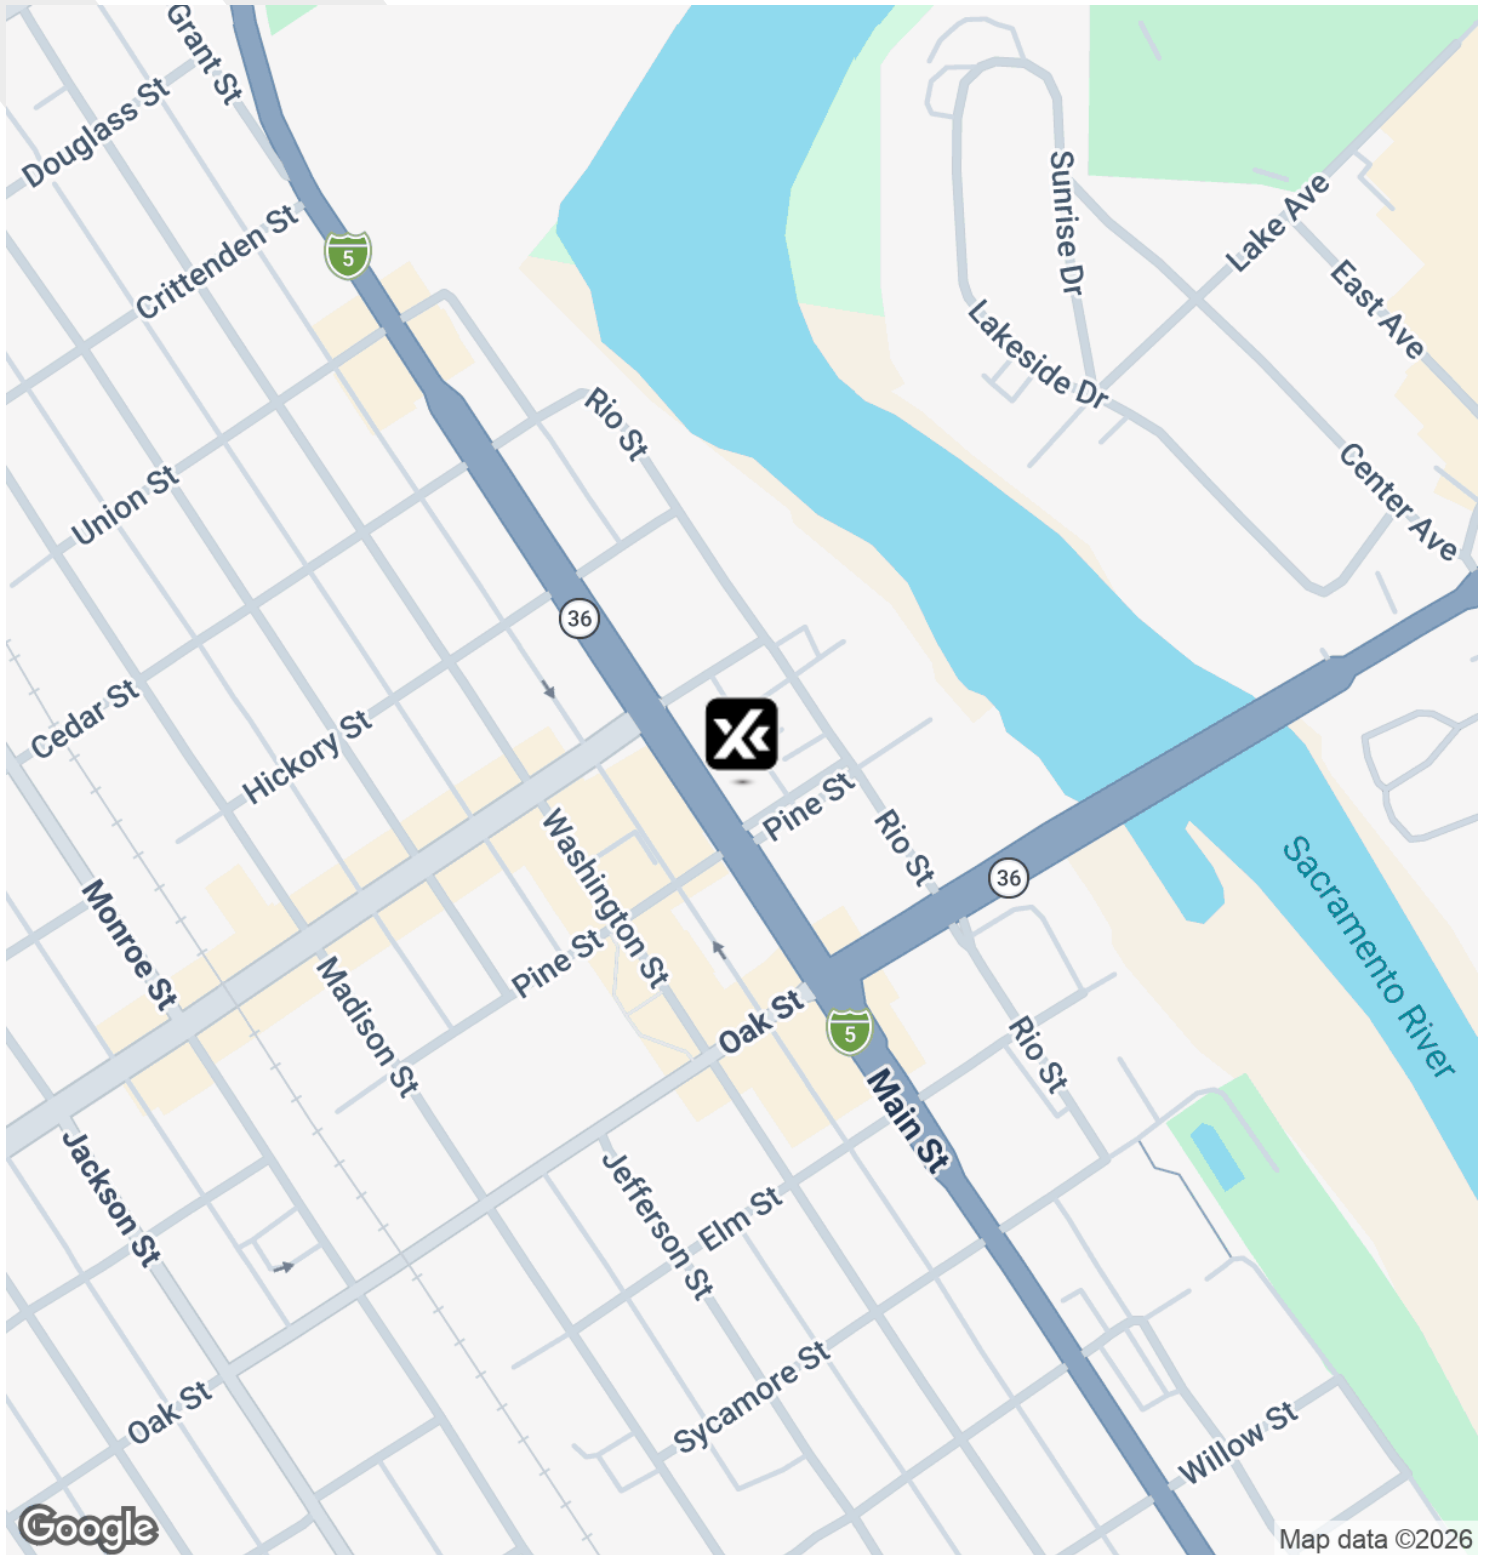 Grant St
Douglass St
Crittenden St
5
Sunrise Dr
Lake Ave
East Ave
Lakeside Dr
Rio St
Union St
Center Ave
36
Cedar St
Hickory St
Pine St
Washington St
Rio St
36
Sacramento River
Monroe St
Pine St
Madison St
Oak St
5
Rio St
Main St
Jackson St
Jefferson St
Elm St
Sycamore St
Oak St
Willow St
Google
Map data ©2026